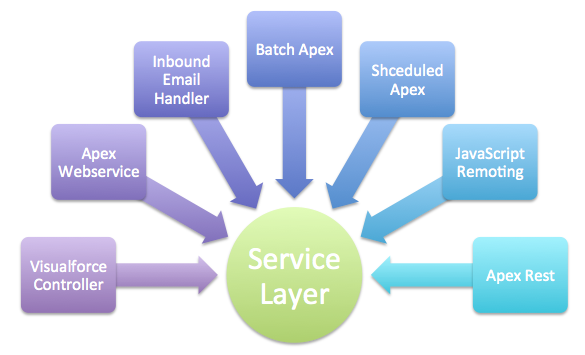 Batch Apex
Inbound
Email
Handler
Shceduled
Apex
Apex
Webservice
JavaScript
Remoting
Visualforce
Controller
Service
Layer
Apex Rest